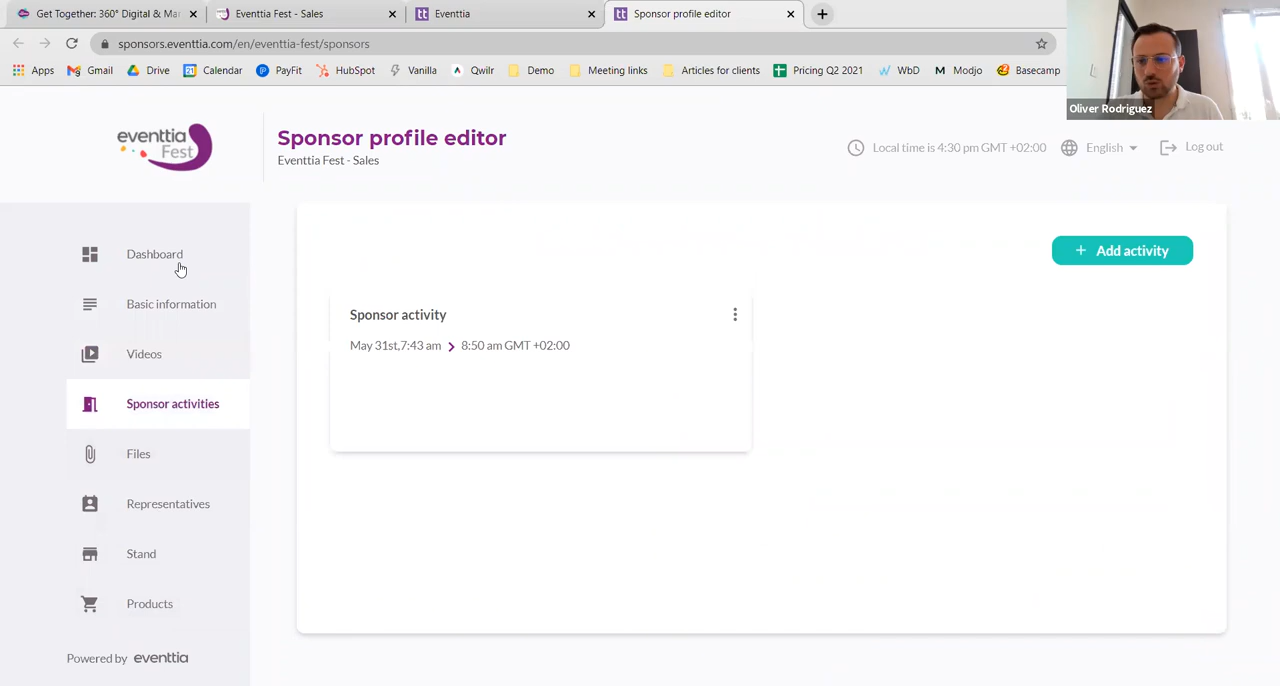 Get Together: 360° Digital & Mar
Eventtia Fest - Sales
Eventtia
Sponsor profile editor
sponsors.eventtia.com/en/eventtia-fest/sponsors
Apps Gmail Drive Calendar PayFit HubSpot Vanilla Qwilr Demo Meeting links Articles for clients Pricing Q2 2021 WbD Modjo Basecamp
Oliver Rodriguez
eventtia
Fest
Sponsor profile editor
Eventtia Fest - Sales
Local time is 4:30 pm GMT +02:00
English
Log out
Dashboard
Basic information
Videos
Sponsor activities
Files
Representatives
Stand
Products
Powered by eventtia
+ Add activity
Sponsor activity
May 31st,7:43 am > 8:50 am GMT +02:00